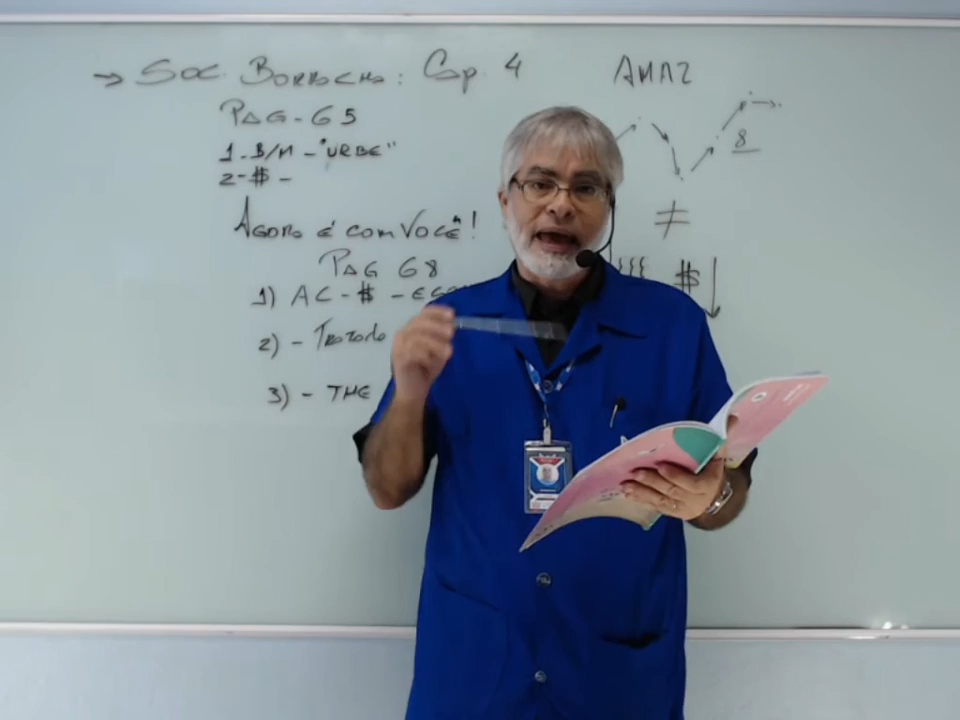 → SOC. BORRACHA: CAP. 4
PAG - 65
1 - B/M - "URBE"
2 - $ -
AGORA É COM VOCÊ"!
PAG 68
1) AC - $ -
2) - TRATADO
3) - THE
AMAZ
8
≠
$ ↓